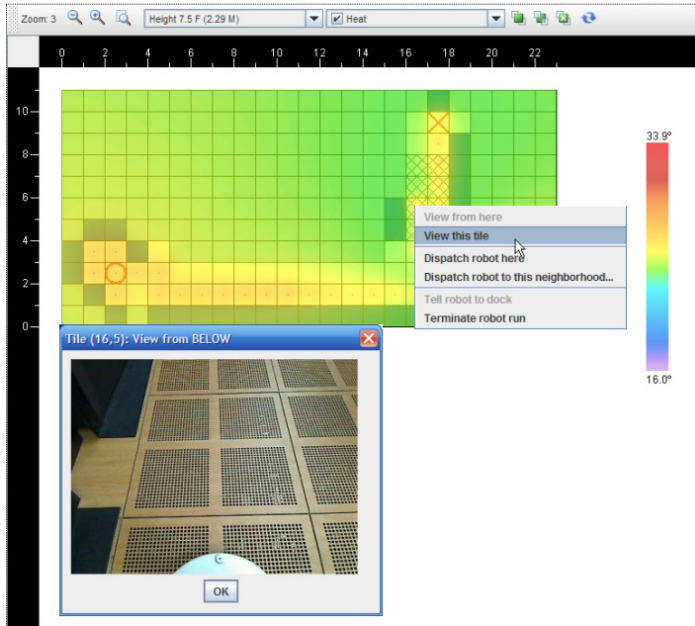 Zoom: 3 Height 7.5 F (2.29 M) Heat
0 2 4 6 8 10 12 14 16 18 20 22
10
8
6
4
2
0
33.9°
16.0°
View from here
View this tile
Dispatch robot here
Dispatch robot to this neighborhood...
Tell robot to dock
Terminate robot run
Tile (16,5): View from BELOW
OK